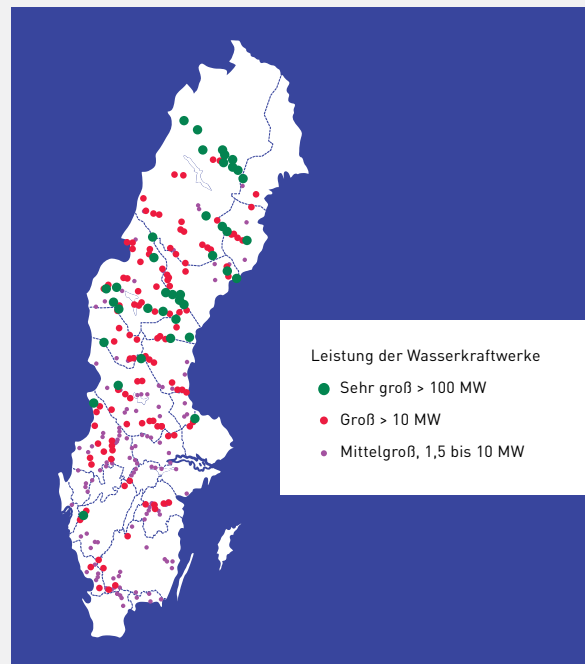 Leistung der Wasserkraftwerke
Sehr groß > 100 MW
Groß > 10 MW
Mittelgroß, 1,5 bis 10 MW